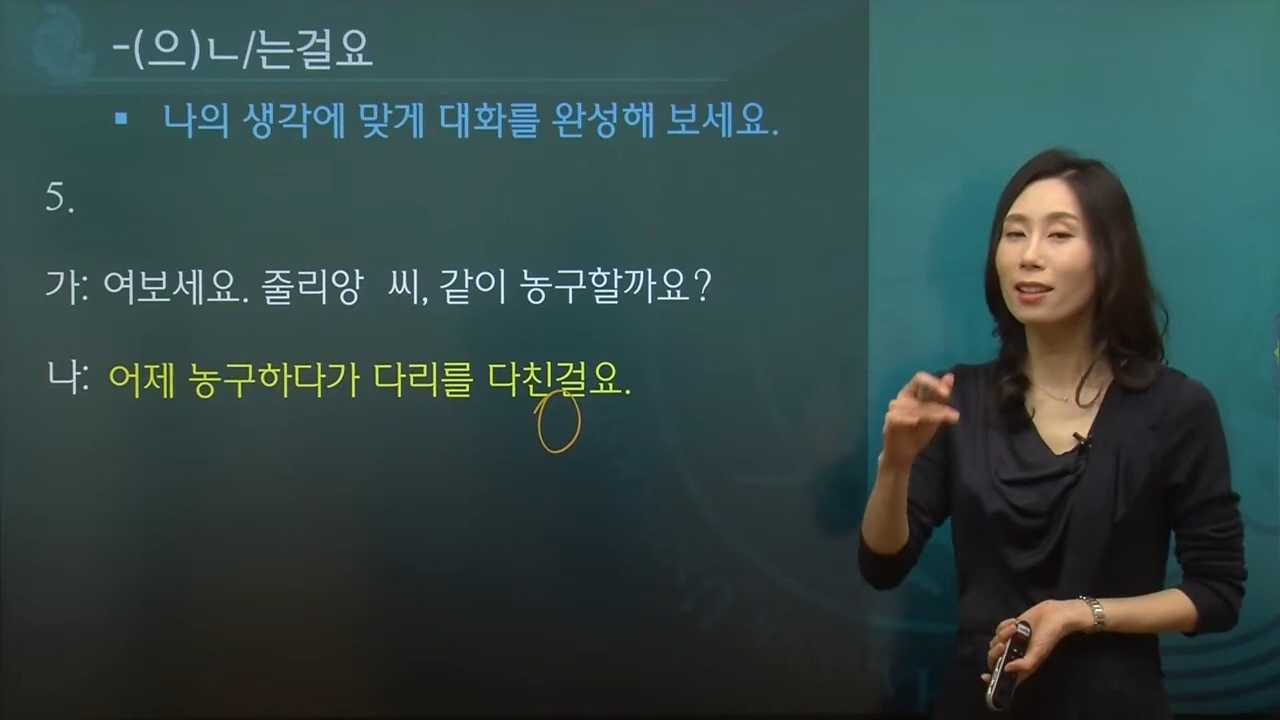 -(으)ㄴ/는걸요
▪ 나의 생각에 맞게 대화를 완성해 보세요.
5.
가: 여보세요. 줄리앙 씨, 같이 농구할까요?
나: 어제 농구하다가 다리를 다친걸요.